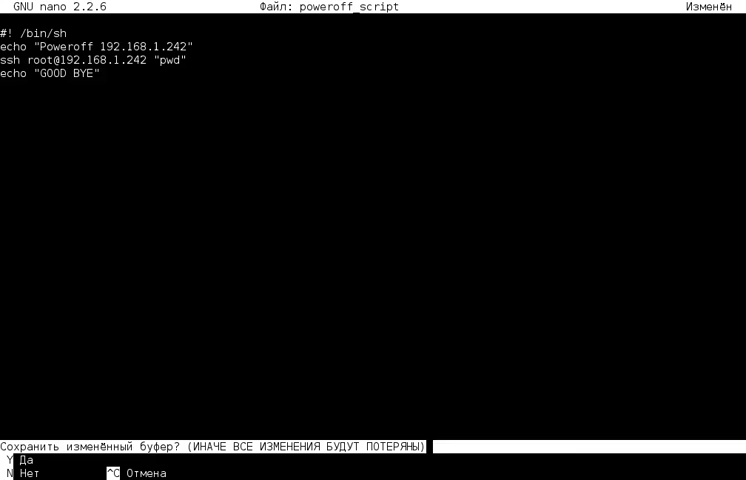 GNU nano 2.2.6 Файл: poweroff_script Изменён
#! /bin/sh
echo "Poweroff 192.168.1.242"
ssh root@192.168.1.242 "pwd"
echo "GOOD BYE"
Сохранить изменённый буфер? (ИНАЧЕ ВСЕ ИЗМЕНЕНИЯ БУДУТ ПОТЕРЯНЫ)
Y Да
N Нет ^C Отмена